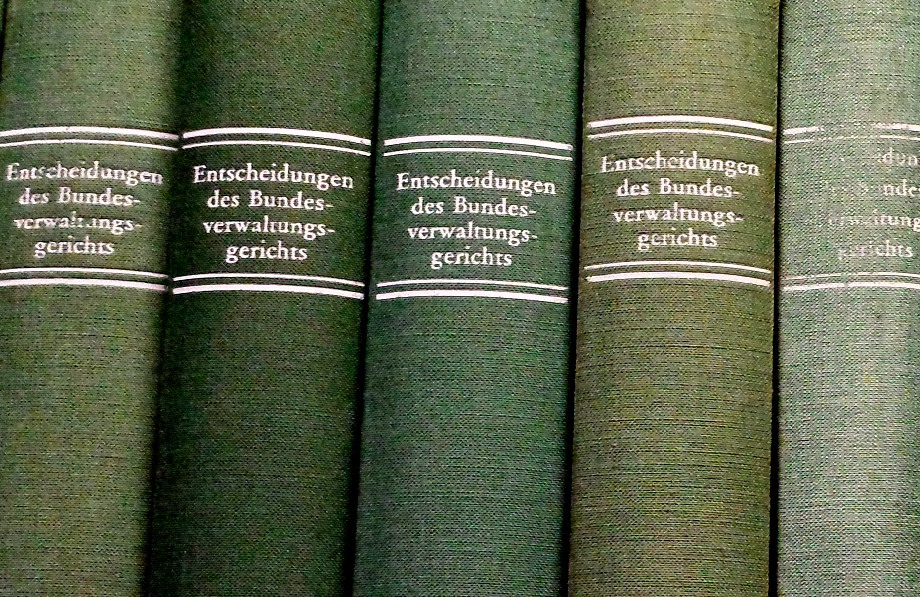 Entscheidungen
des Bundes-
verwaltungs-
gerichts
Entscheidungen
des Bundes-
verwaltungs-
gerichts
Entscheidungen
des Bundes-
verwaltungs-
gerichts
Entscheidungen
des Bundes-
verwaltungs-
gerichts
gerichts